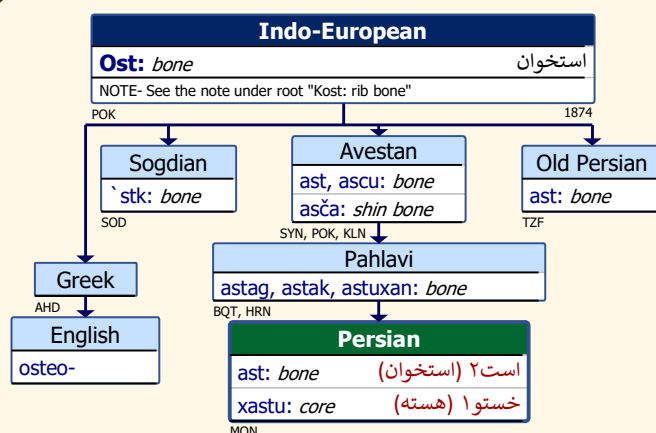 Indo-European
Ost: bone استخوان
NOTE- See the note under root "Kost: rib bone"
POK 1874
Sogdian
`stk: bone
SOD
Avestan
ast, ascu: bone
asča: shin bone
SYN, POK, KLN
Old Persian
ast: bone
TZF
Greek
AHD
Pahlavi
astag, astak, astuxan: bone
BQT, HRN
English
osteo-
Persian
ast: bone است۲ (استخوان)
xastu: core خستو۱ (هسته)
MON